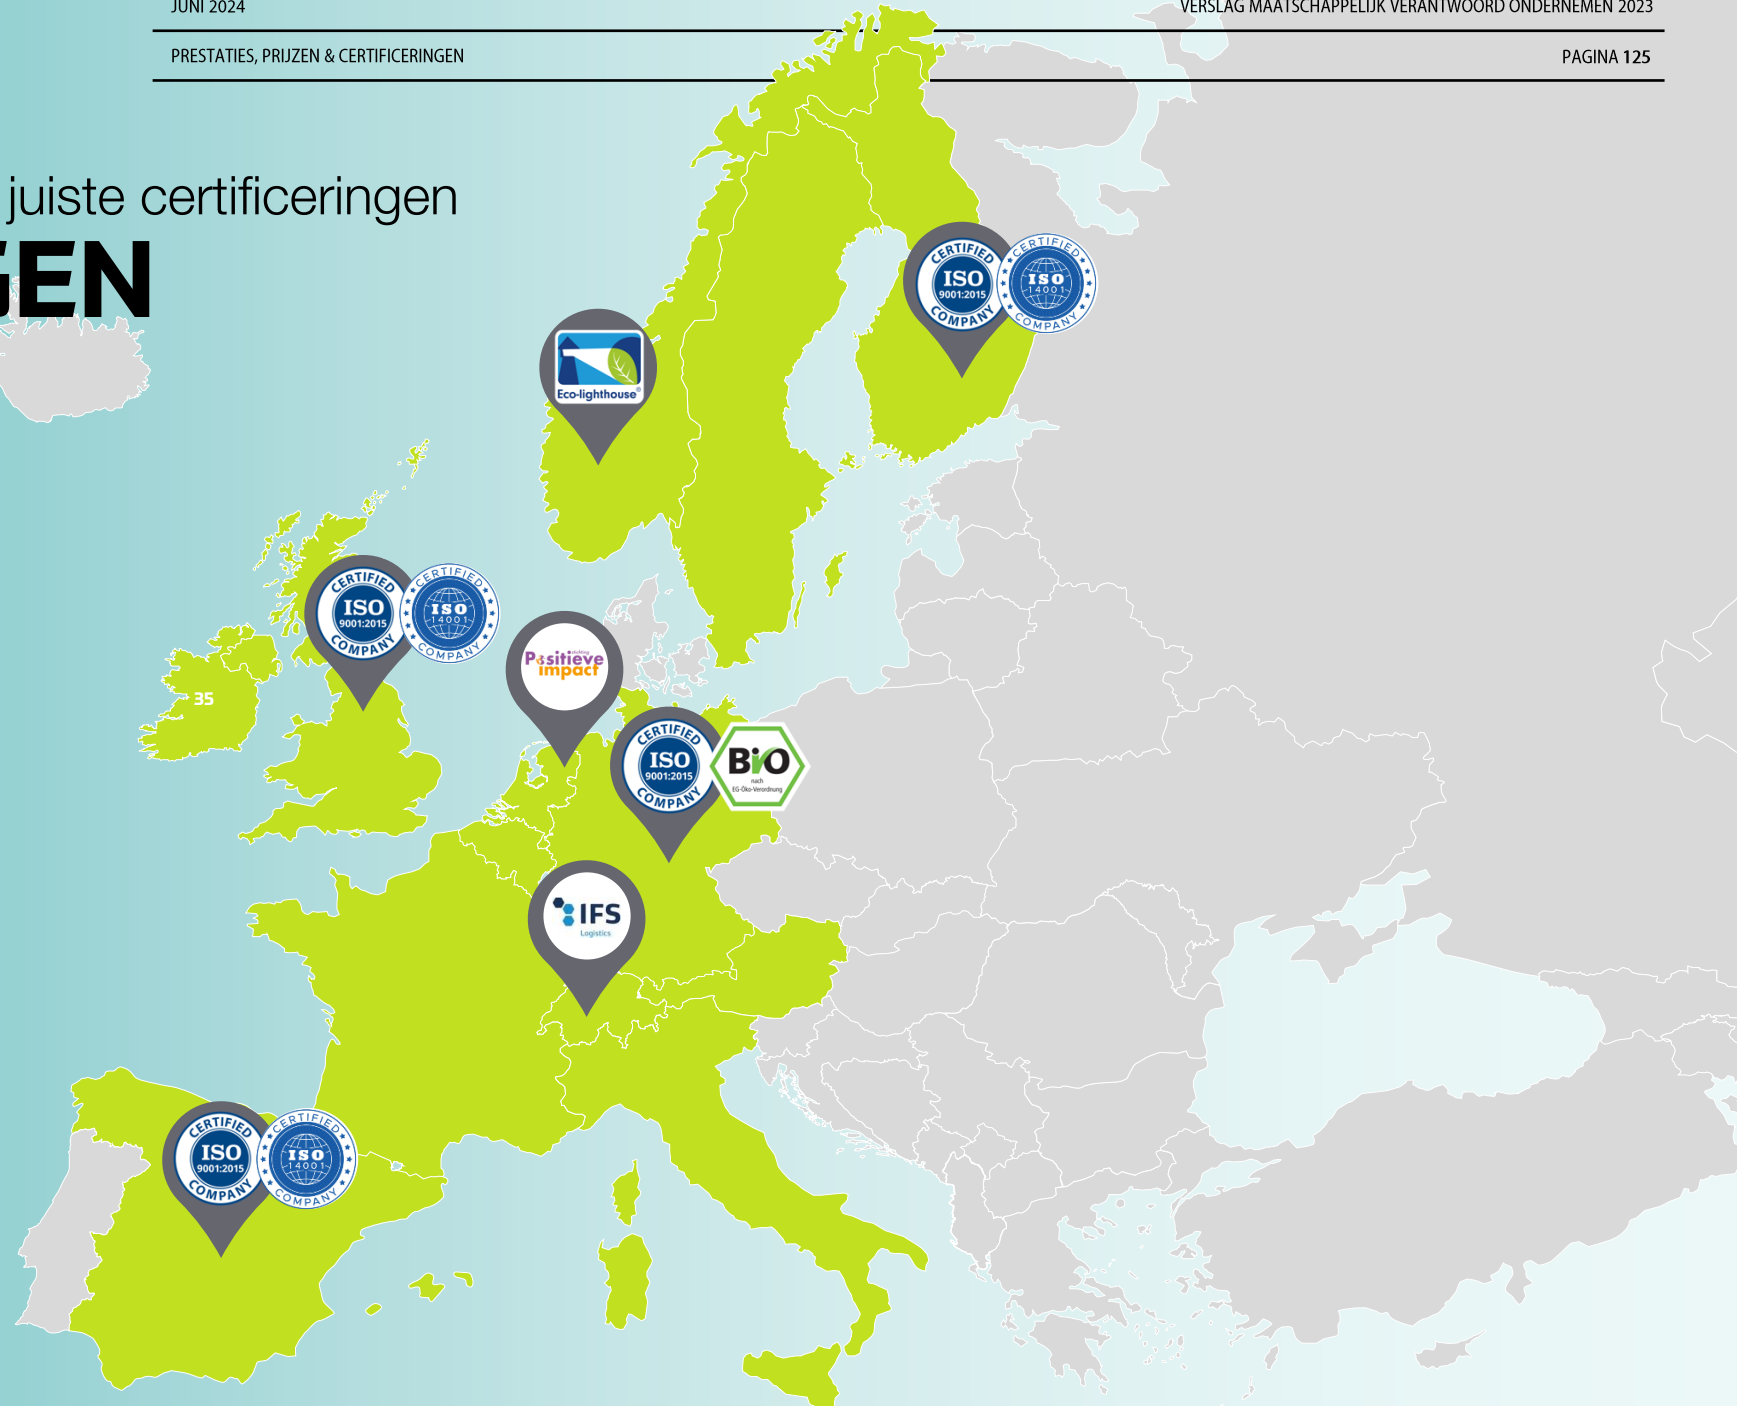 JUNI 2024
VERSLAG MAATSCHAPPELIJK VERANTWOORD ONDERNEMEN 2023
PRESTATIES, PRIJZEN & CERTIFICERINGEN
PAGINA 125
juiste certificeringen
GEN
CERTIFIED
ISO
9001:2015
COMPANY
CERTIFIED
ISO
14001
COMPANY
Eco-lighthouse®
CERTIFIED
ISO
9001:2015
COMPANY
CERTIFIED
ISO
14001
COMPANY
stichting
Positieve
impact
35
CERTIFIED
ISO
9001:2015
COMPANY
BiO
nach
EG-Öko-Verordnung
IFS
Logistics
CERTIFIED
ISO
9001:2015
COMPANY
CERTIFIED
ISO
14001
COMPANY